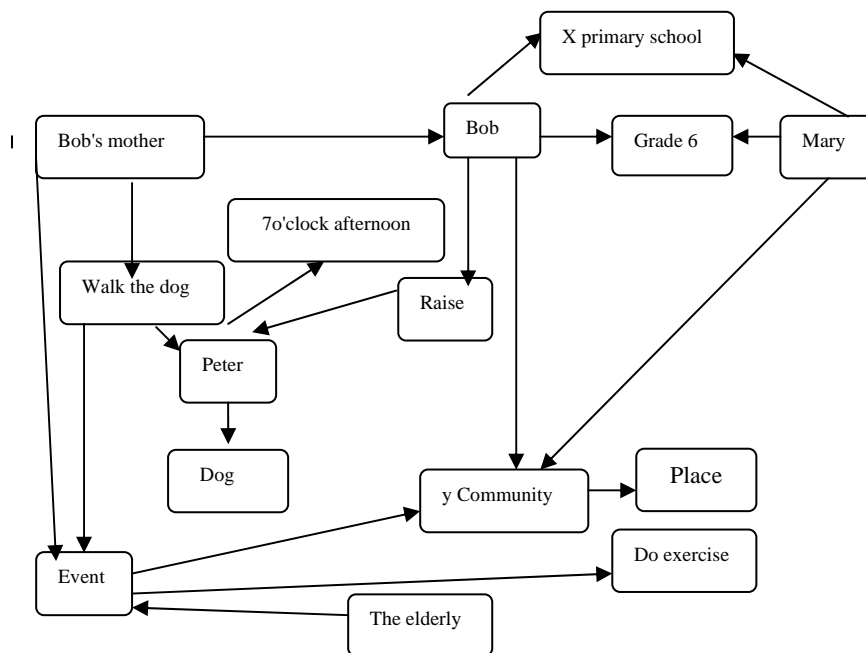 X primary school
Bob's mother
Bob
Grade 6
Mary
7o'clock afternoon
Walk the dog
Raise
Peter
Dog
y Community
Place
Do exercise
Event
The elderly